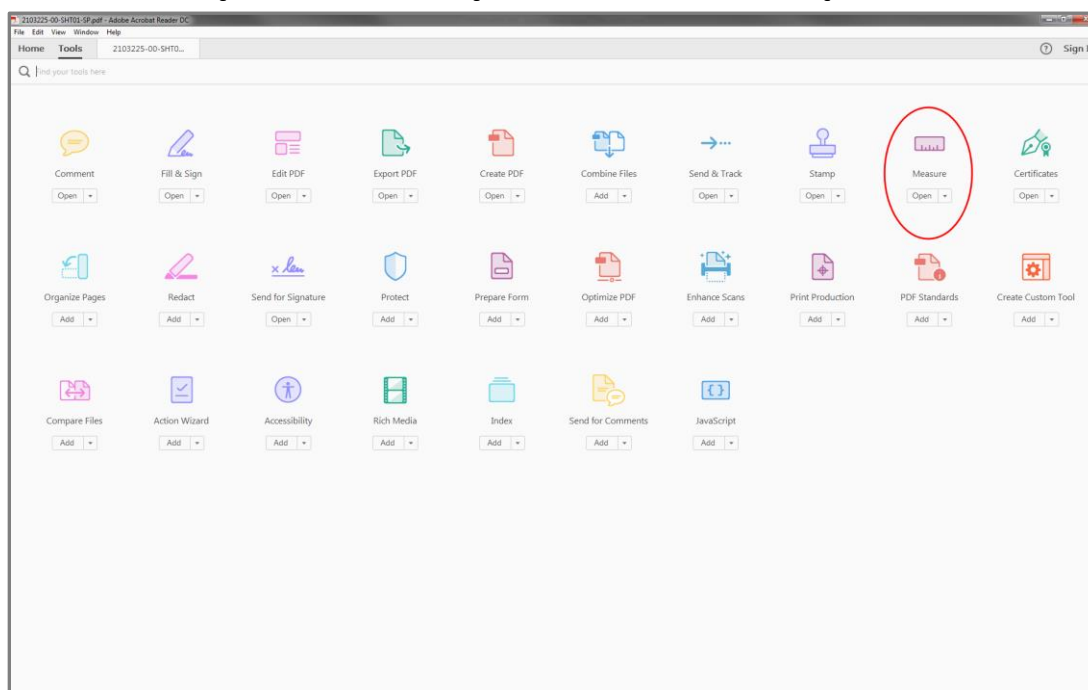 2103225-00-SHT01-SP.pdf - Adobe Acrobat Reader DC
File Edit View Window Help
Home Tools 2103225-00-SHT0... Sign I
Find your tools here
Comment Fill & Sign Edit PDF Export PDF Create PDF Combine Files Send & Track Stamp Measure Certificates
Open Open Open Open Open Add Open Open Open Open
Organize Pages Redact Send for Signature Protect Prepare Form Optimize PDF Enhance Scans Print Production PDF Standards Create Custom Tool
Add Add Open Add Add Add Add Add Add Add
Compare Files Action Wizard Accessibility Rich Media Index Send for Comments JavaScript
Add Add Add Add Add Add Add